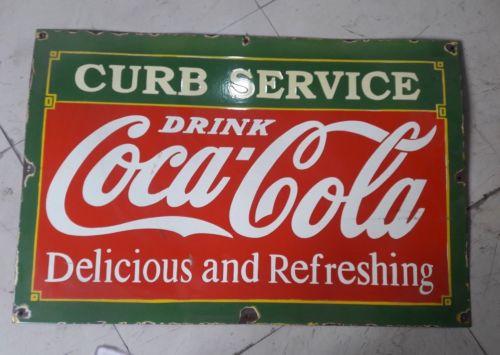 CURB SERVICE
DRINK
Coca-Cola
Delicious and Refreshing